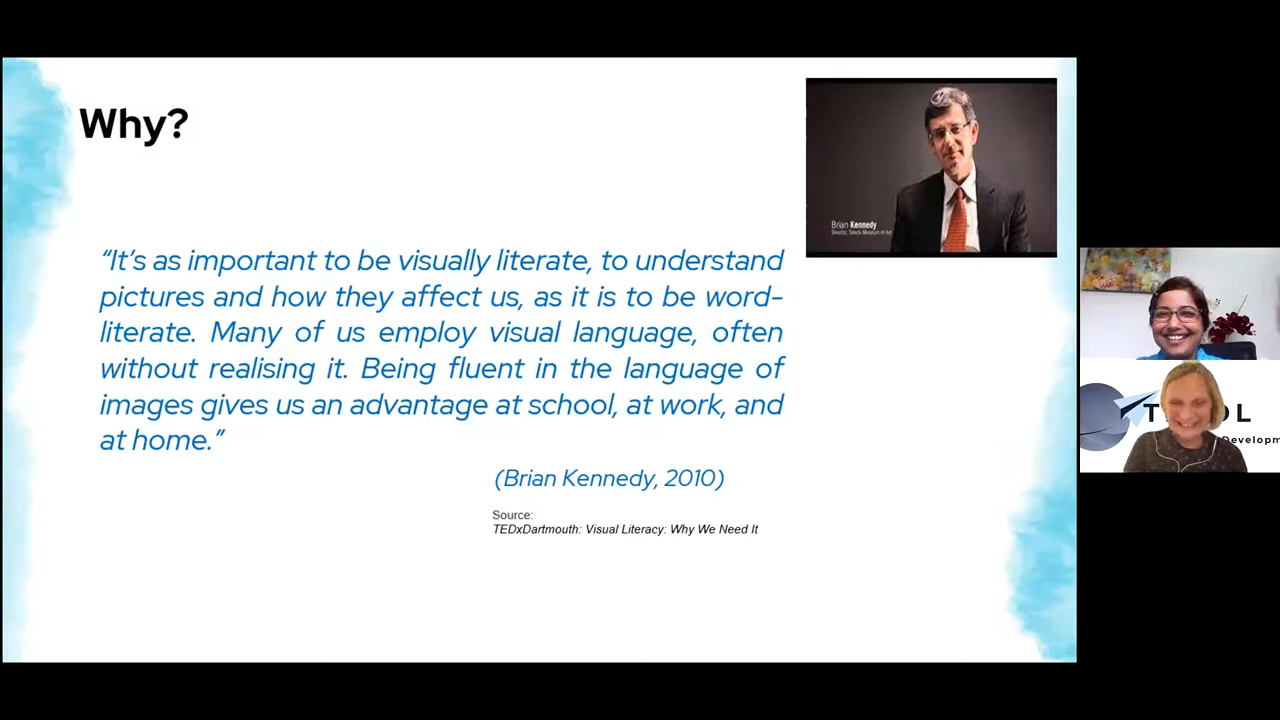 Why?
Brian Kennedy
Director, Toledo Museum of Art
“It’s as important to be visually literate, to understand
pictures and how they affect us, as it is to be word-
literate. Many of us employ visual language, often
without realising it. Being fluent in the language of
images gives us an advantage at school, at work, and
at home.”
(Brian Kennedy, 2010)
Source:
TEDxDartmouth: Visual Literacy: Why We Need It